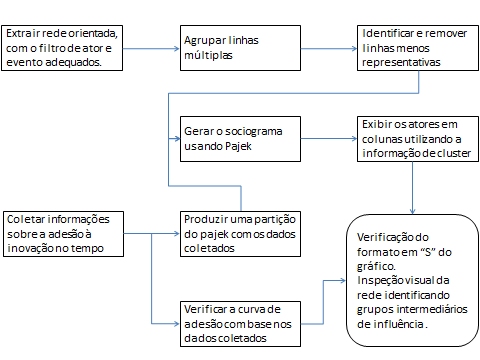 Extrair rede orientada,
com o filtro de ator e
evento adequados.
Agrupar linhas
múltiplas
Identificar e remover
linhas menos
representativas
Gerar o sociograma
usando Pajek
Exibir os atores em
colunas utilizando a
informação de cluster
Coletar informações
sobre a adesão à
inovação no tempo
Produzir uma partição
do pajek com os dados
coletados
Verificação do
formato em “S” do
gráfico.
Inspeção visual da
rede identificando
grupos intermediários
de influência .
Verificar a curva de
adesão com base nos
dados coletados